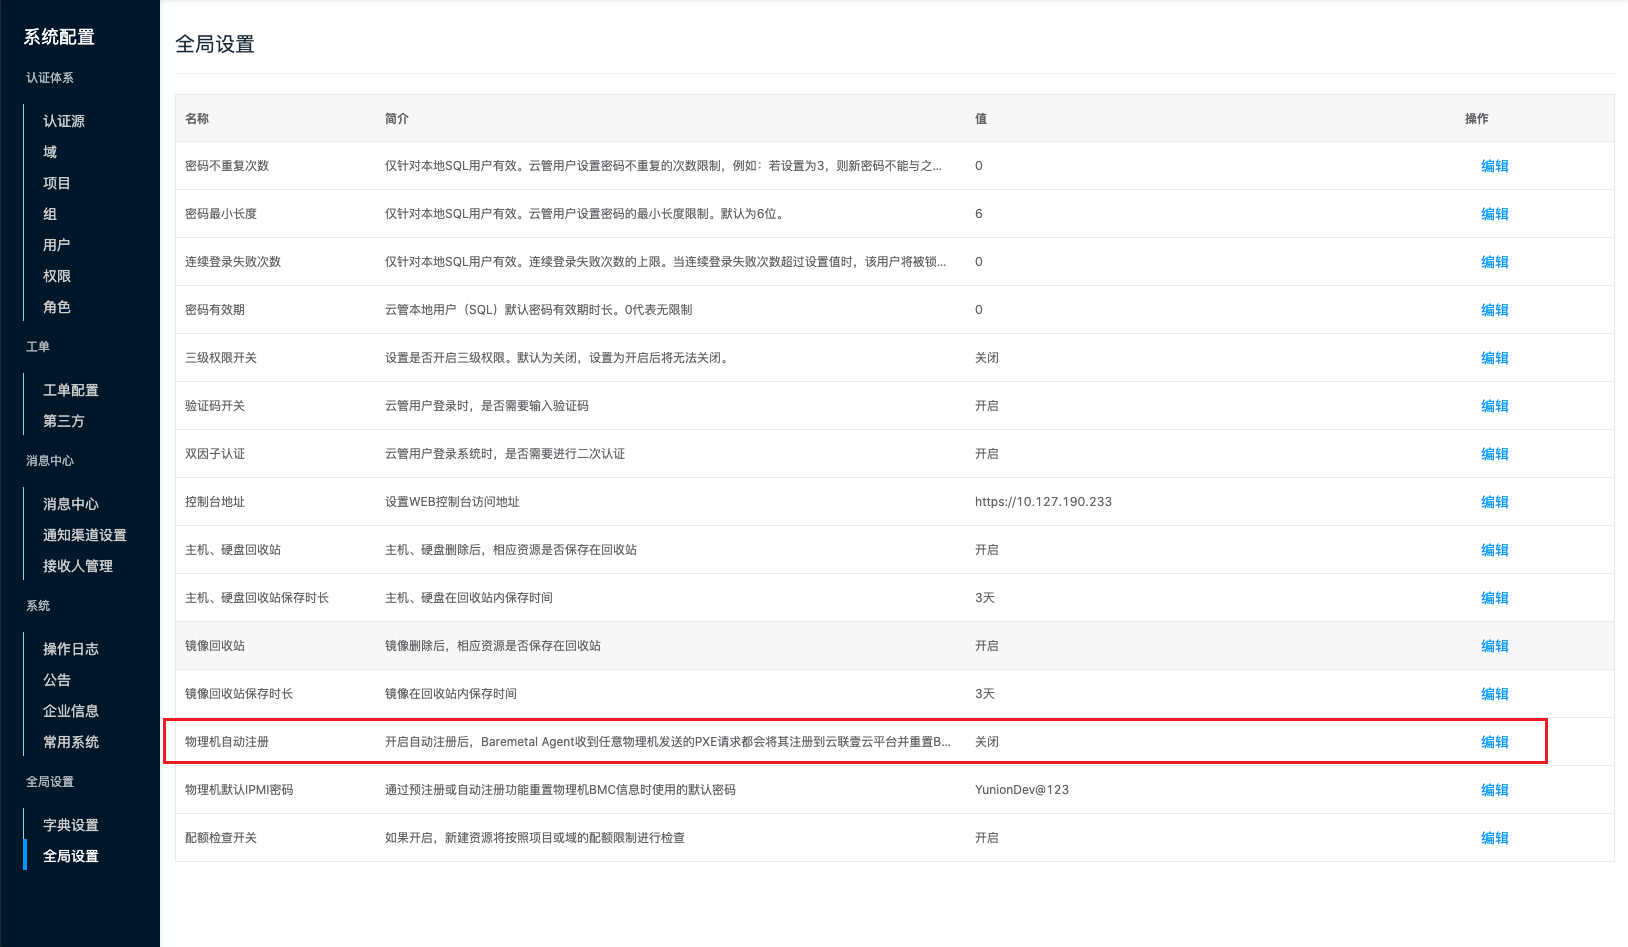 系统配置
认证体系
认证源
域
项目
组
用户
权限
角色
工单
工单配置
第三方
消息中心
消息中心
通知渠道设置
接收人管理
系统
操作日志
公告
企业信息
常用系统
全局设置
字典设置
全局设置
全局设置
名称 简介 值 操作
密码不重复次数 仅针对本地SQL用户有效。云管用户设置密码不重复的次数限制，例如：若设置为3，则新密码不能与之... 0 编辑
密码最小长度 仅针对本地SQL用户有效。云管用户设置密码的最小长度限制。默认为6位。 6 编辑
连续登录失败次数 仅针对本地SQL用户有效。连续登录失败次数的上限。当连续登录失败次数超过设置值时，该用户将被锁... 0 编辑
密码有效期 云管本地用户（SQL）默认密码有效期时长。0代表无限制 0 编辑
三级权限开关 设置是否开启三级权限。默认为关闭，设置为开启后将无法关闭。 关闭 编辑
验证码开关 云管用户登录时，是否需要输入验证码 开启 编辑
双因子认证 云管用户登录系统时，是否需要进行二次认证 开启 编辑
控制台地址 设置WEB控制台访问地址 https://10.127.190.233 编辑
主机、硬盘回收站 主机、硬盘删除后，相应资源是否保存在回收站 开启 编辑
主机、硬盘回收站保存时长 主机、硬盘在回收站内保存时间 3天 编辑
镜像回收站 镜像删除后，相应资源是否保存在回收站 开启 编辑
镜像回收站保存时长 镜像在回收站内保存时间 3天 编辑
物理机自动注册 开启自动注册后，Baremetal Agent收到任意物理机发送的PXE请求都会将其注册到云联壹云平台并重置B... 关闭 编辑
物理机默认IPMI密码 通过预注册或自动注册功能重置物理机BMC信息时使用的默认密码 YunionDev@123 编辑
配额检查开关 如果开启，新建资源将按照项目或域的配额限制进行检查 开启 编辑